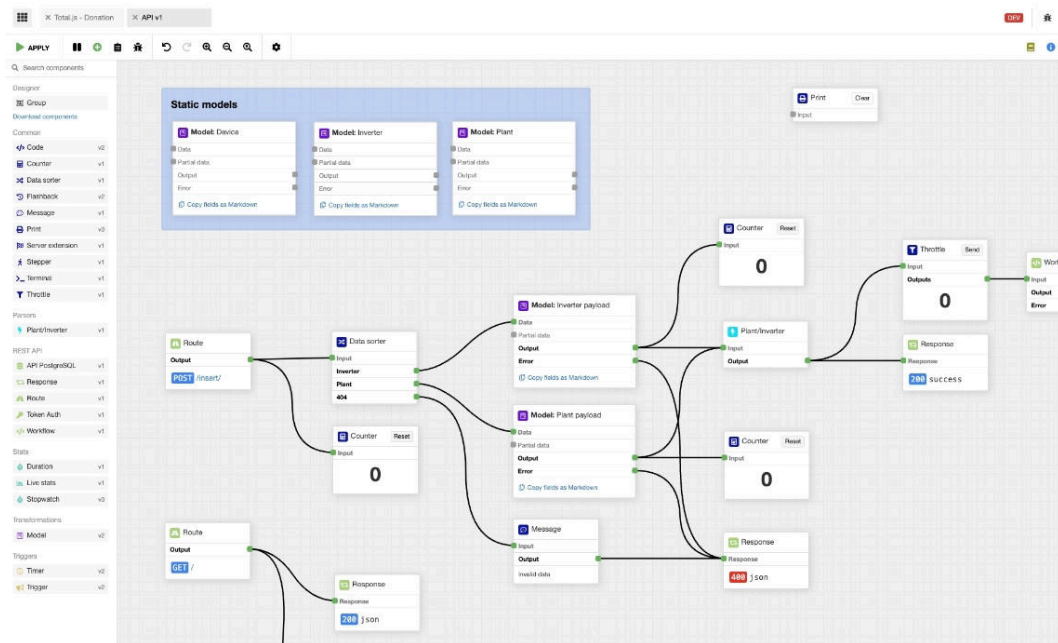 Total.js - Donation
API v1
DEV
APPLY
Search components
Designer
Group
Download components
Common
Code v2
Counter v1
Data sorter v1
Flashback v2
Message v1
Print v3
Server extension v1
Stepper v1
Terminal v1
Throttle v1
Parsers
Plant/Inverter v1
REST API
API PostgreSQL v1
Response v1
Route v1
Token Auth v1
Workflow v1
Stats
Duration v1
Live stats v1
Stopwatch v3
Transformations
Model v2
Triggers
Timer v2
Trigger v2
Static models
Model: Device
Data
Partial data
Output
Error
Copy fields as Markdown
Model: Inverter
Data
Partial data
Output
Error
Copy fields as Markdown
Model: Plant
Data
Partial data
Output
Error
Copy fields as Markdown
Print Clear
Input
Counter Reset
Input
0
Throttle Send
Input
Outputs
0
Input
Output
Error
Route
Output
POST /insert/
Data sorter
Input
Inverter
Plant
404
Model: Inverter payload
Data
Partial data
Output
Error
Copy fields as Markdown
Plant/Inverter
Input
Output
Response
Response
200 success
Counter Reset
Input
0
Model: Plant payload
Data
Partial data
Output
Error
Copy fields as Markdown
Counter Reset
Input
0
Route
Output
GET /
Message
Input
Output
Invalid data
Response
Response
400 json
Response
Response
200 json